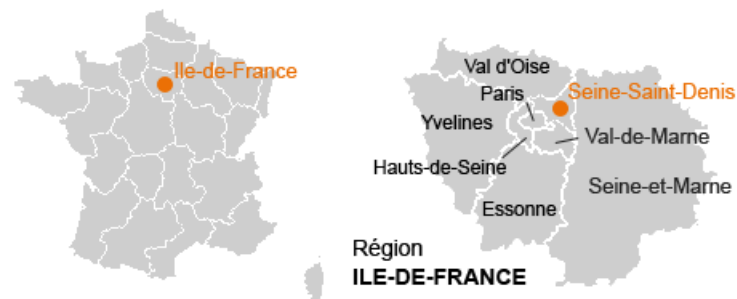 Ile-de-France
Val d'Oise
Paris
Seine-Saint-Denis
Yvelines
Val-de-Marne
Hauts-de-Seine
Seine-et-Marne
Essonne
Région
ILE-DE-FRANCE